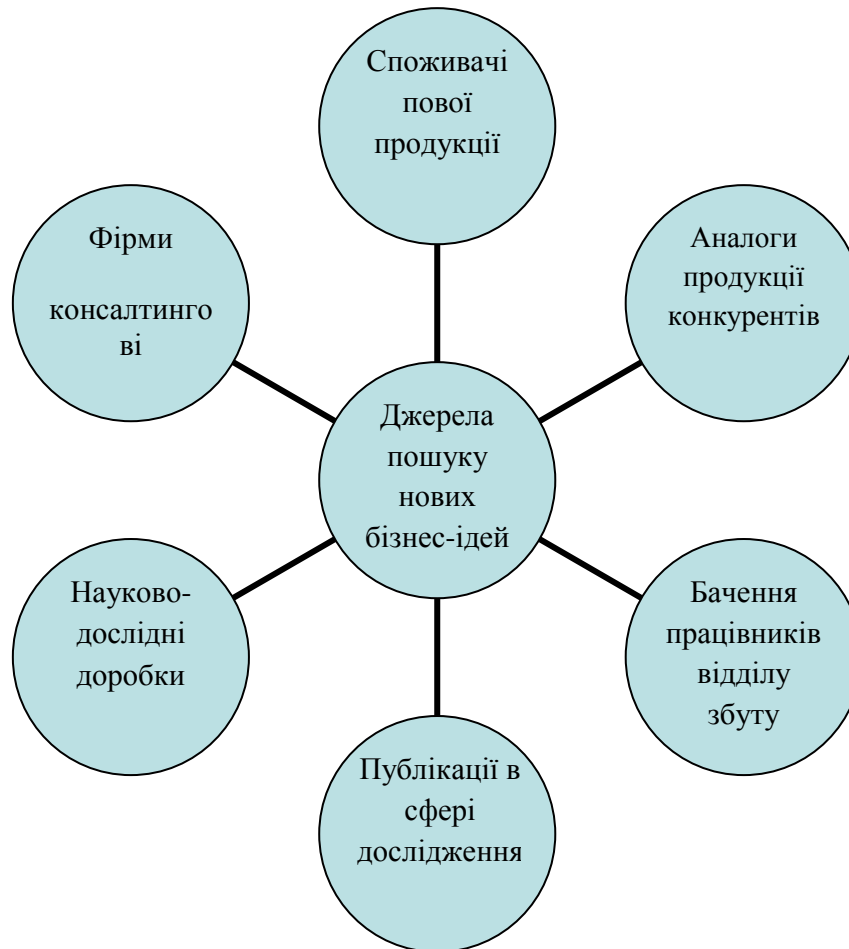 Споживачі
пової
продукції
Фірми
консалтинго
ві
Аналоги
продукції
конкурентів
Джерела
пошуку
нових
бізнес-ідей
Науково-
дослідні
доробки
Бачення
працівників
відділу
збуту
Публікації в
сфері
дослідження